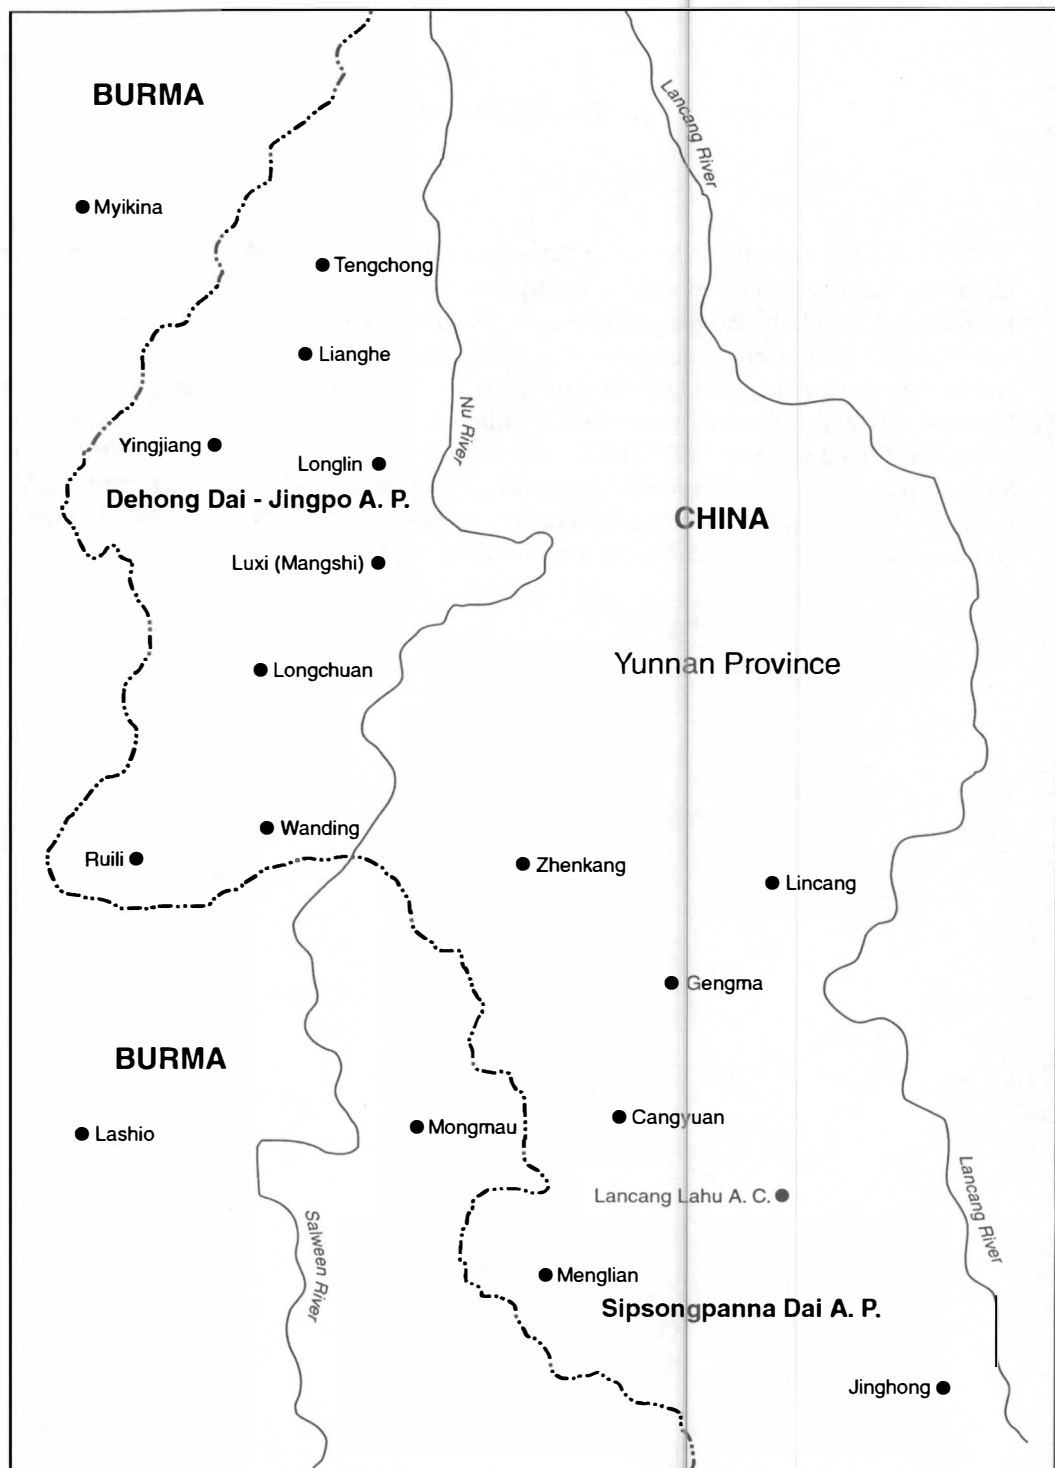 Lancang River
BURMA
Myikina
Tengchong
Lianghe
Nu River
Yingjiang
Longlin
Dehong Dai - Jingpo A. P.
CHINA
Luxi (Mangshi)
Yunnan Province
Longchuan
Wanding
Ruili
Zhenkang
Lincang
Gengma
BURMA
Lashio
Mongmau
Cangyuan
Lancang Lahu A. C.
Lancang River
Salween River
Menglian
Sipsongpanna Dai A. P.
Jinghong